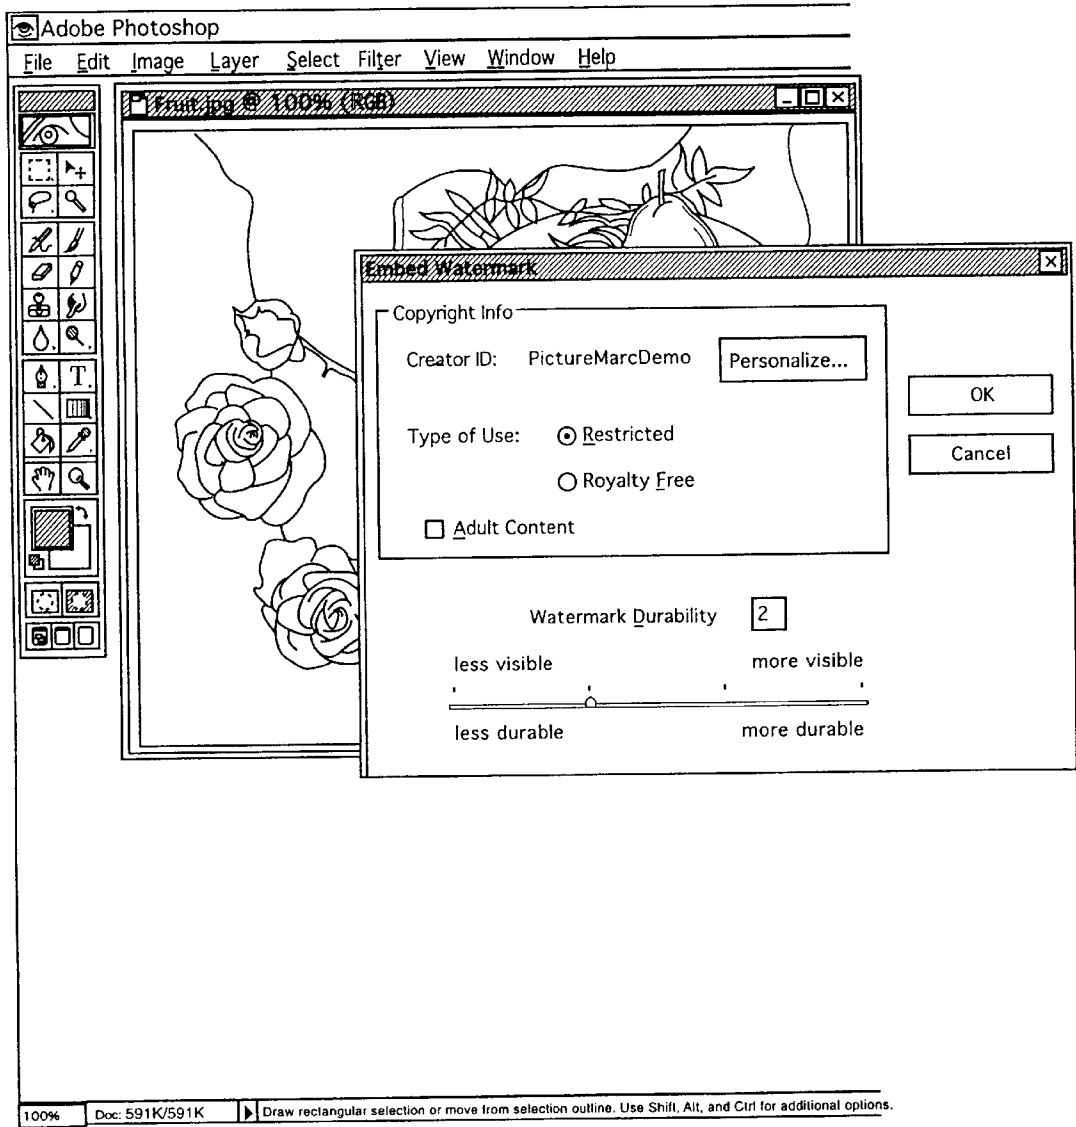 Adobe Photoshop
File Edit Image Layer Select Filter View Window Help
Fruit.jpg @ 100% (RGB)
Embed Watermark
Copyright Info
Creator ID: PictureMarcDemo Personalize...
OK
Type of Use: Restricted
Cancel
Royalty Free
Adult Content
Watermark Durability 2
less visible more visible
less durable more durable
T
100% Doc: 591K/591K Draw rectangular selection or move from selection outline. Use Shift, Alt, and Ctrl for additional options.